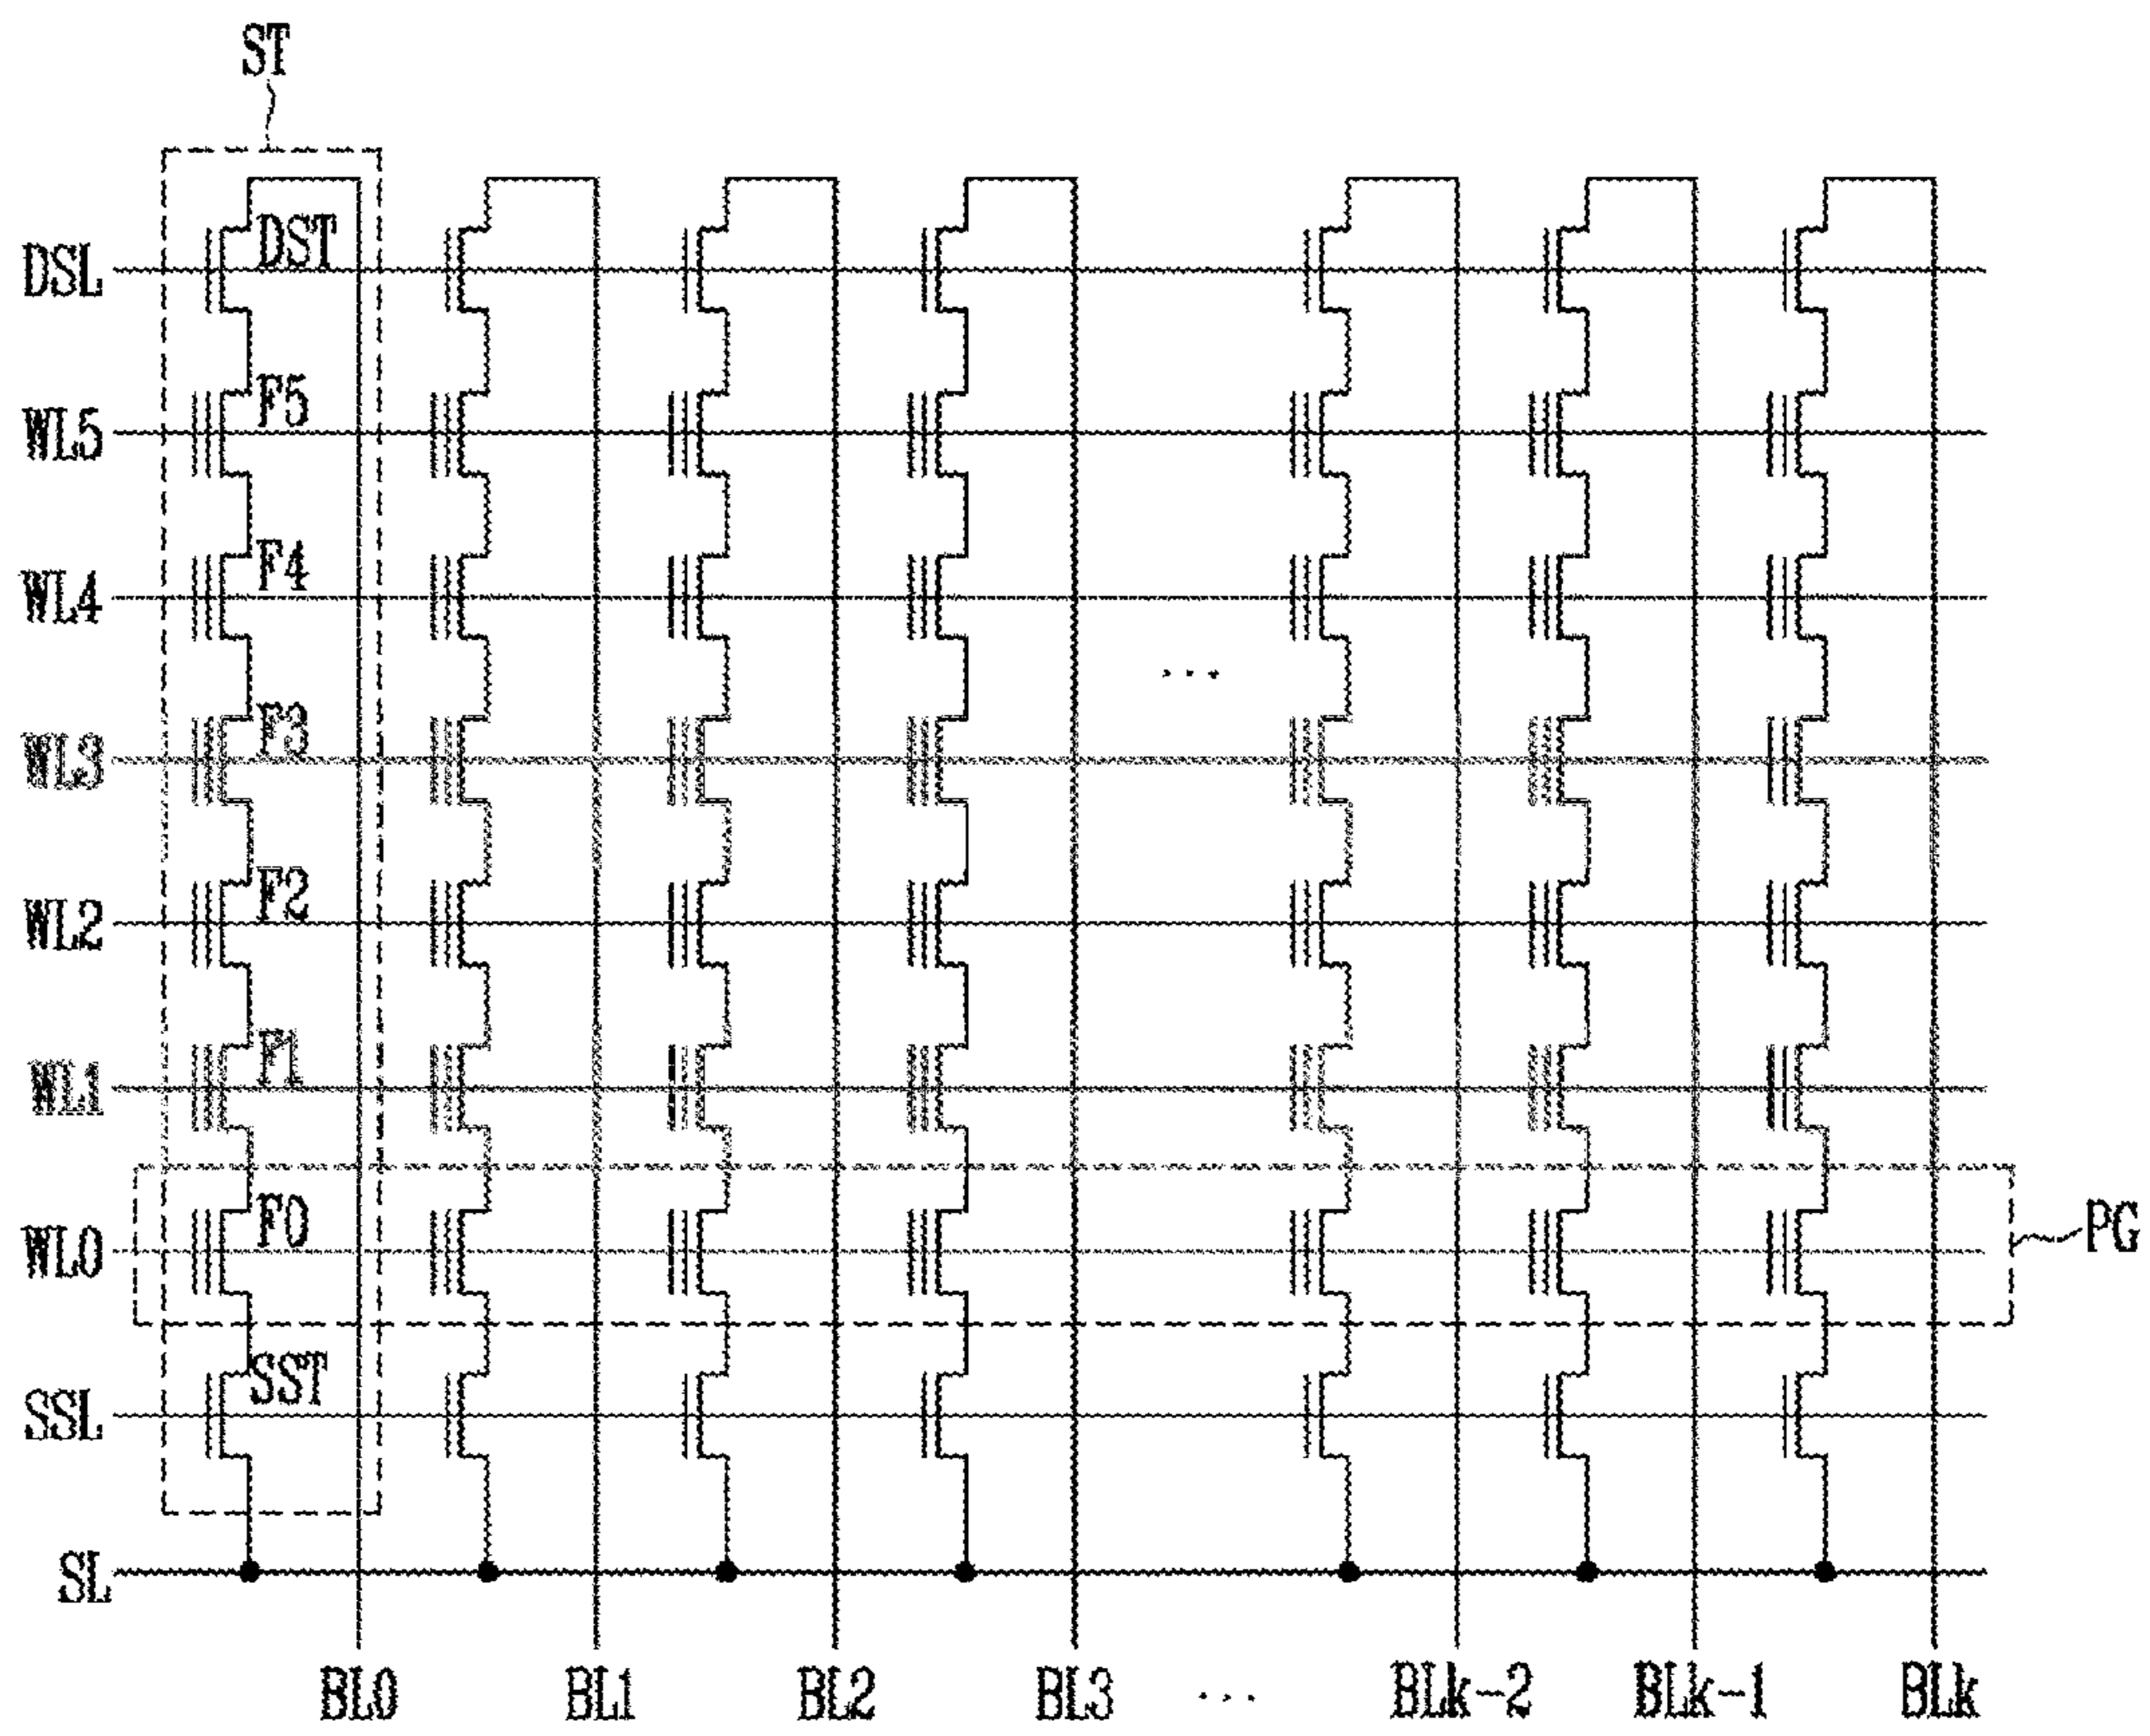 ST
DST
DSL
F5
WL5
F4
WL4
F3
WL3
F2
WL2
F1
WL1
F0
WL0
PG
SST
SSL
SL
BL0 BL1 BL2 BL3 ... BLk-2 BLk-1 BLk